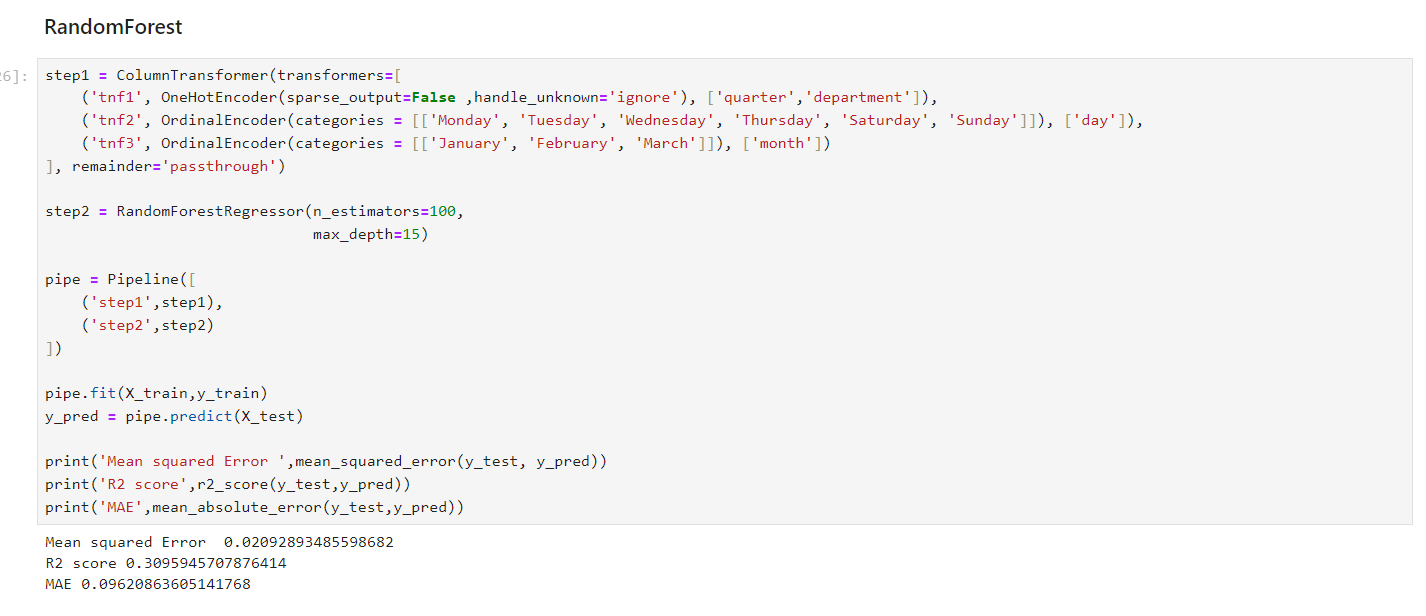 RandomForest
26]:
step1 = ColumnTransformer(transformers=[
    ('tnf1', OneHotEncoder(sparse_output=False ,handle_unknown='ignore'), ['quarter','department']),
    ('tnf2', OrdinalEncoder(categories = [['Monday', 'Tuesday', 'Wednesday', 'Thursday', 'Saturday', 'Sunday']]), ['day']),
    ('tnf3', OrdinalEncoder(categories = [['January', 'February', 'March']]), ['month'])
], remainder='passthrough')
step2 = RandomForestRegressor(n_estimators=100,
                              max_depth=15)
pipe = Pipeline([
    ('step1',step1),
    ('step2',step2)
])
pipe.fit(X_train,y_train)
y_pred = pipe.predict(X_test)
print('Mean squared Error ',mean_squared_error(y_test, y_pred))
print('R2 score',r2_score(y_test,y_pred))
print('MAE',mean_absolute_error(y_test,y_pred))
Mean squared Error  0.02092893485598682
R2 score 0.3095945707876414
MAE 0.09620863605141768